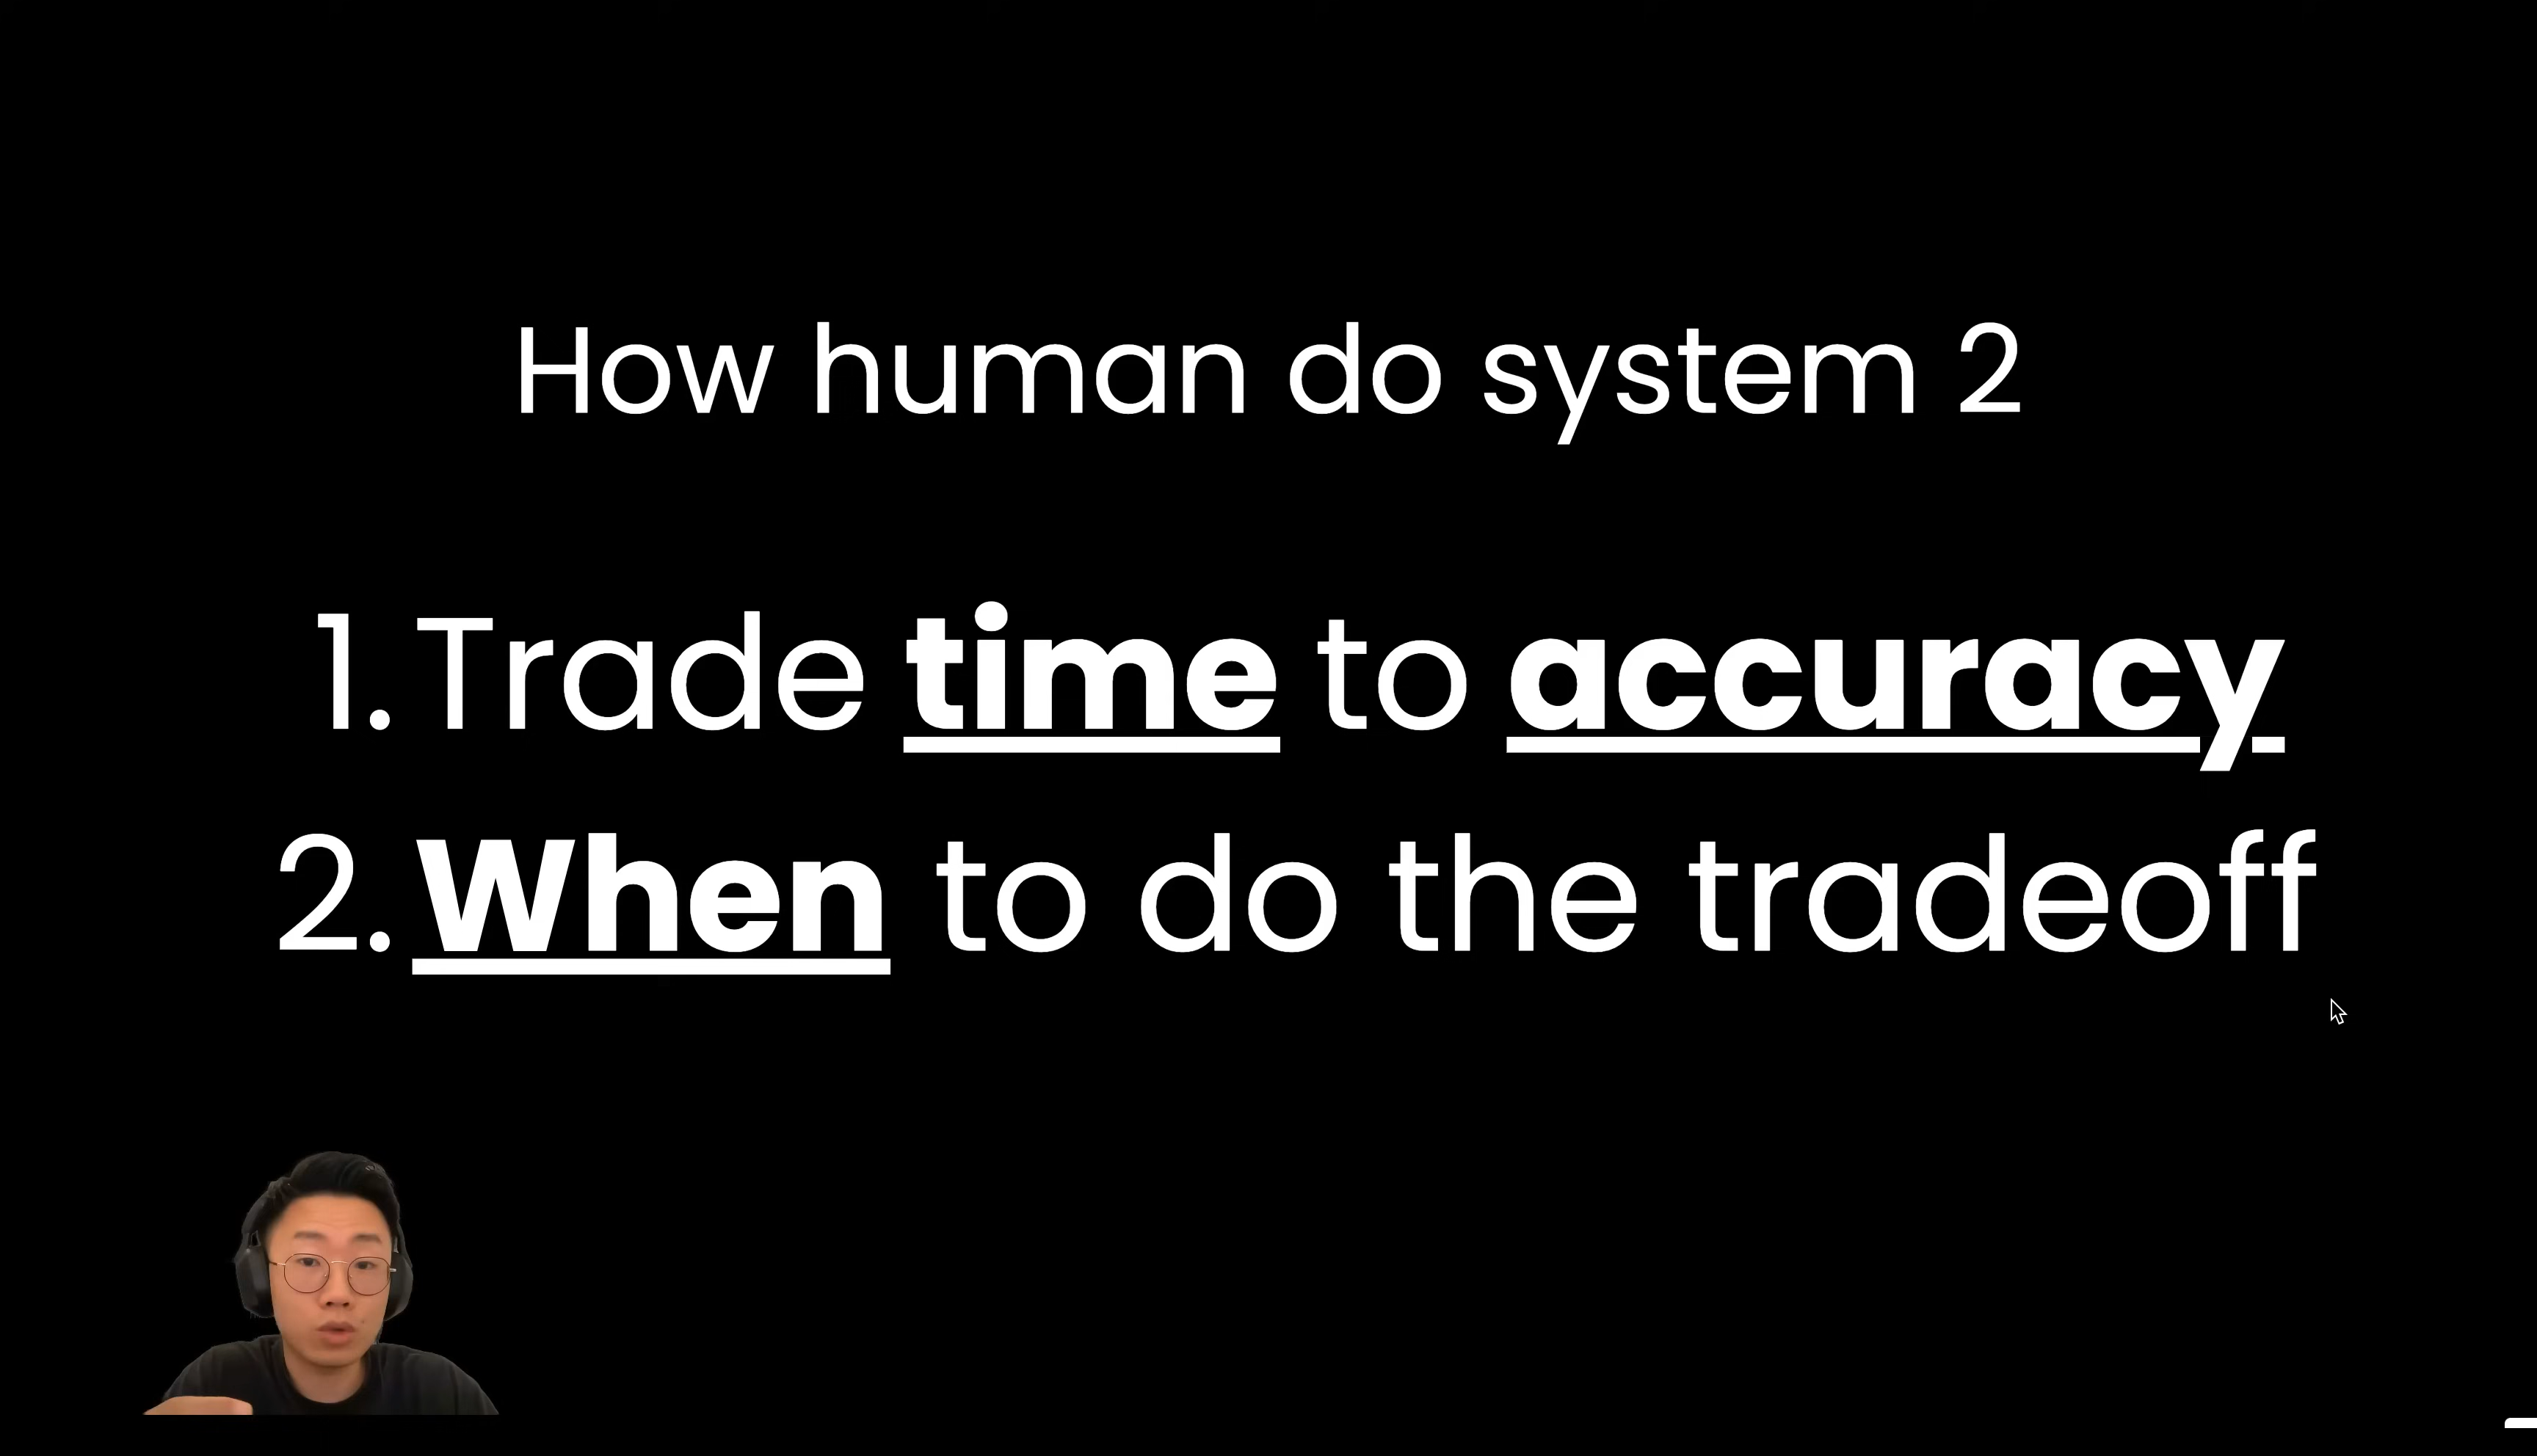 How human do system 2
1. Trade time to accuracy
2. When to do the tradeoff